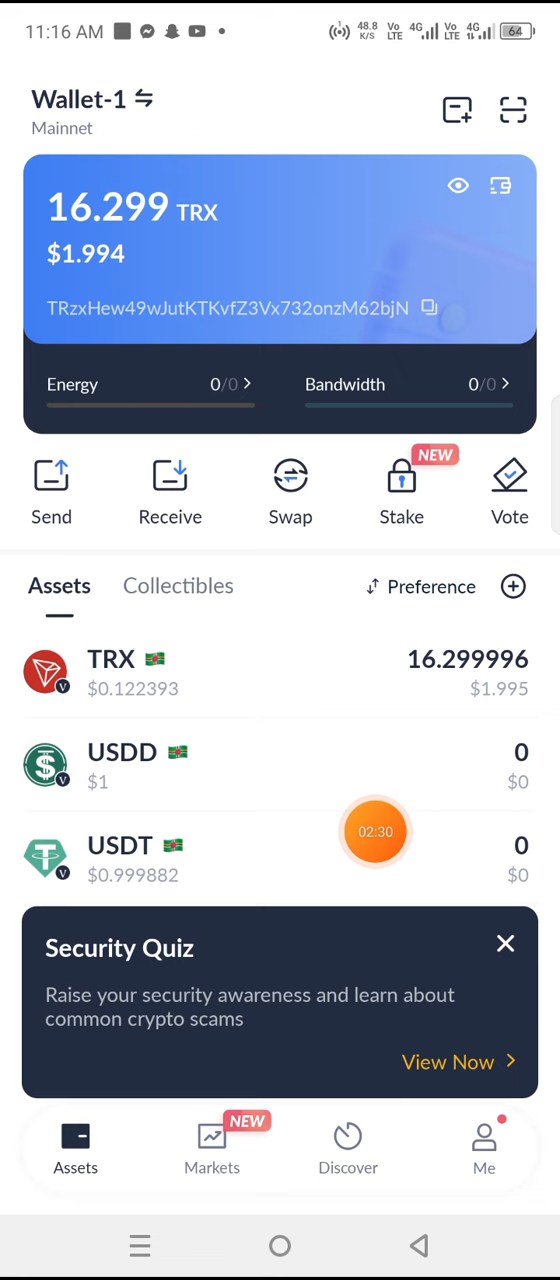 11:16 AM 48.8 K/S Vo LTE 4G Vo LTE 4G 64
Wallet-1
Mainnet
16.299 TRX
$1.994
TRzxHew49wJutKTKvfZ3Vx732onzM62bjN
Energy 0/0 Bandwidth 0/0
NEW
Send Receive Swap Stake Vote
Assets Collectibles Preference
TRX 16.299996
$0.122393 $1.995
USDD 0
$1 $0
USDT 0
$0.999882 $0
02:30
Security Quiz
Raise your security awareness and learn about
common crypto scams
View Now
NEW
Assets Markets Discover Me